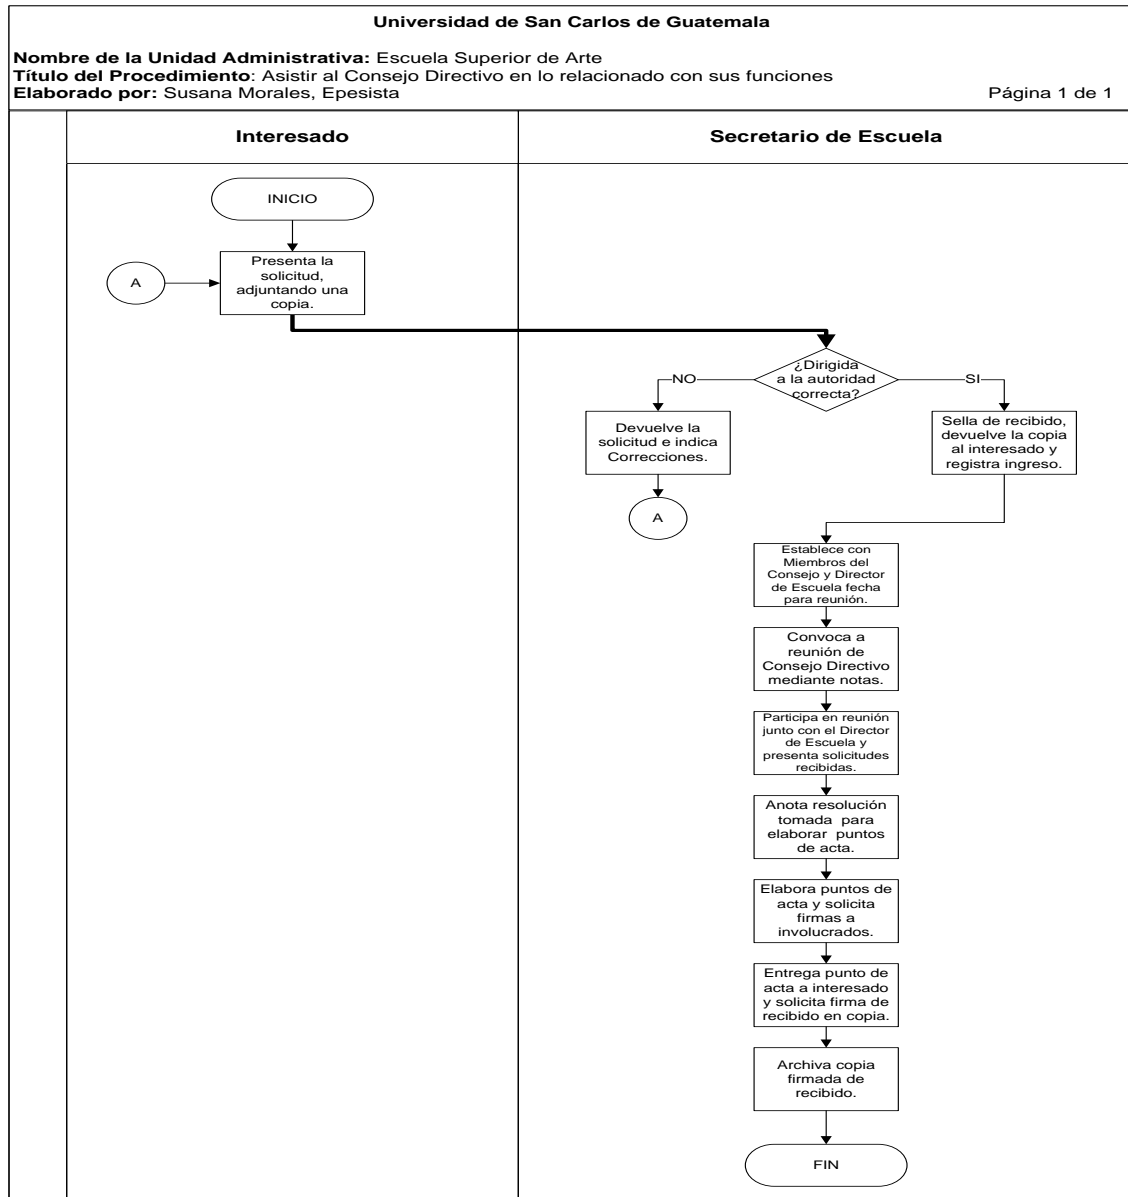 Universidad de San Carlos de Guatemala
Nombre de la Unidad Administrativa: Escuela Superior de Arte
Título del Procedimiento: Asistir al Consejo Directivo en lo relacionado con sus funciones
Elaborado por: Susana Morales, Epesista
Página 1 de 1
Interesado
Secretario de Escuela
INICIO
A
Presenta la
solicitud,
adjuntando una
copia.
¿Dirigida
a la autoridad
correcta?
NO
SI
Devuelve la
solicitud e indica
Correcciones.
A
Sella de recibido,
devuelve la copia
al interesado y
registra ingreso.
Establece con
Miembros del
Consejo y Director
de Escuela fecha
para reunión.
Convoca a
reunión de
Consejo Directivo
mediante notas.
Participa en reunión
junto con el Director
de Escuela y
presenta solicitudes
recibidas.
Anota resolución
tomada para
elaborar puntos
de acta.
Elabora puntos de
acta y solicita
firmas a
involucrados.
Entrega punto de
acta a interesado
y solicita firma de
recibido en copia.
Archiva copia
firmada de
recibido.
FIN